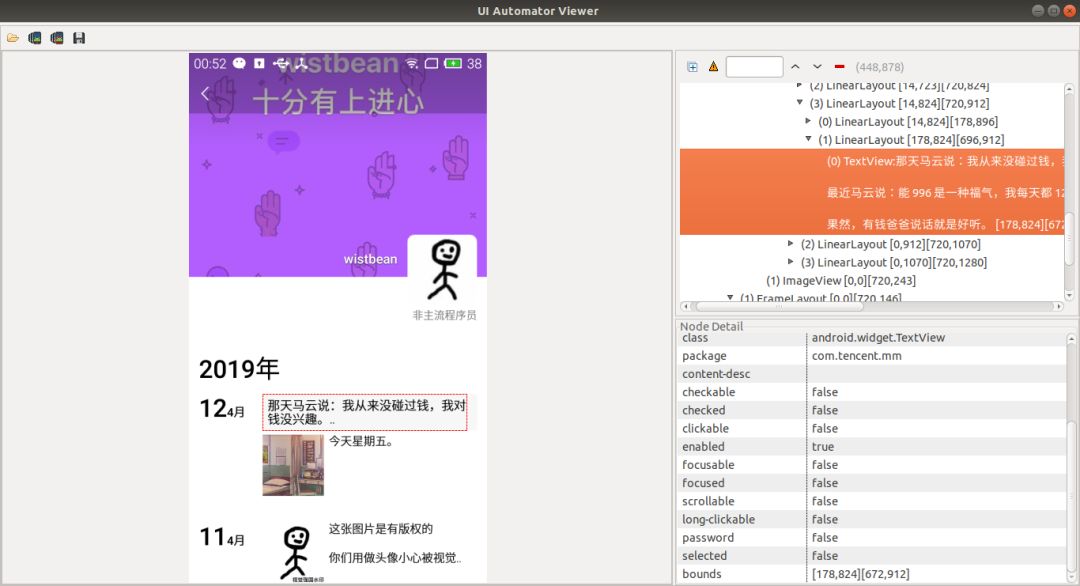 UI Automator Viewer
(448,878)
00:52
wistbean
38
十分有上进心
wistbean
非主流程序员
2019年
12 4月
那天马云说：我从来没碰过钱，我对
钱没兴趣。..
今天星期五。
11 4月
这张图片是有版权的
你们用做头像小心被视觉..
视觉强国水印
(2) LinearLayout [14,723][720,824]
(3) LinearLayout [14,824][720,912]
(0) LinearLayout [14,824][178,896]
(1) LinearLayout [178,824][696,912]
(0) TextView:那天马云说：我从来没碰过钱，
最近马云说：能 996 是一种福气，我每天都 12
果然，有钱爸爸说话就是好听。 [178,824][672
(2) LinearLayout [0,912][720,1070]
(3) LinearLayout [0,1070][720,1280]
(1) ImageView [0,0][720,243]
(1) FrameLayout [0,0][720,146]
Node Detail
class android.widget.TextView
package com.tencent.mm
content-desc
checkable false
checked false
clickable false
enabled true
focusable false
focused false
scrollable false
long-clickable false
password false
selected false
bounds [178,824][672,912]